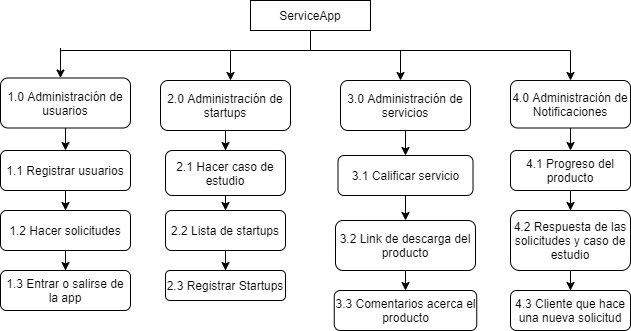 ServiceApp
1.0 Administración de
usuarios
2.0 Administración de
startups
3.0 Administración de
servicios
4.0 Administración de
Notificaciones
1.1 Registrar usuarios
2.1 Hacer caso de
estudio
3.1 Calificar servicio
4.1 Progreso del
producto
1.2 Hacer solicitudes
2.2 Lista de startups
3.2 Link de descarga del
producto
4.2 Respuesta de las
solicitudes y caso de
estudio
1.3 Entrar o salirse de
la app
2.3 Registrar Startups
3.3 Comentarios acerca el
producto
4.3 Cliente que hace
una nueva solicitud